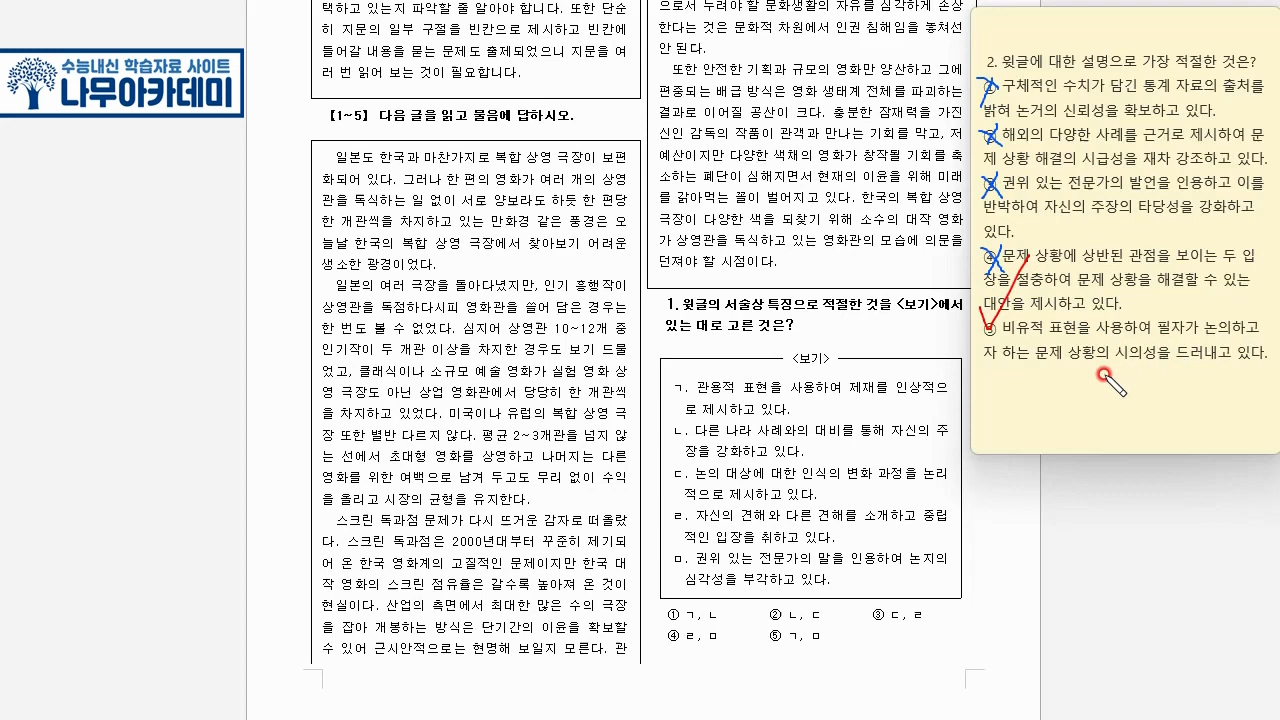 수능내신 학습자료 사이트
나무아카데미
택하고 있는지 파악할 줄 알아야 합니다. 또한 단순
히 지문의 일부 구절을 빈칸으로 제시하고 빈칸에
들어갈 내용을 묻는 문제도 출제되었으니 지문을 여
러 번 읽어 보는 것이 필요합니다.
【1~5】 다음 글을 읽고 물음에 답하시오.
일본도 한국과 마찬가지로 복합 상영 극장이 보편
화되어 있다. 그러나 한 편의 영화가 여러 개의 상영
관을 독식하는 일 없이 서로 양보라도 하듯 한 편당
한 개관씩을 차지하고 있는 만화경 같은 풍경은 오
늘날 한국의 복합 상영 극장에서 찾아보기 어려운
생소한 광경이었다.
일본의 여러 극장을 돌아다녔지만, 인기 흥행작이
상영관을 독점하다시피 영화관을 쓸어 담은 경우는
한 번도 볼 수 없었다. 심지어 상영관 10~12개 중
인기작이 두 개관 이상을 차지한 경우도 보기 드물
었고, 클래식이나 소규모 예술 영화가 실험 영화 상
영 극장도 아닌 상업 영화관에서 당당히 한 개관씩
을 차지하고 있었다. 미국이나 유럽의 복합 상영 극
장 또한 별반 다르지 않다. 평균 2~3개관을 넘지 않
는 선에서 초대형 영화를 상영하고 나머지는 다른
영화를 위한 여백으로 남겨 두고도 무리 없이 수익
을 올리고 시장의 균형을 유지한다.
스크린 독과점 문제가 다시 뜨거운 감자로 떠올랐
다. 스크린 독과점은 2000년대부터 꾸준히 제기되
어 온 한국 영화계의 고질적인 문제이지만 한국 대
작 영화의 스크린 점유율은 갈수록 높아져 온 것이
현실이다. 산업의 측면에서 최대한 많은 수의 극장
을 잡아 개봉하는 방식은 단기간의 이윤을 확보할
수 있어 근시안적으로는 현명해 보일지 모른다. 관
으로서 누려야 할 문화생활의 자유를 심각하게 손상
한다는 것은 문화적 차원에서 인권 침해임을 놓쳐선
안 된다.
또한 안전한 기획과 규모의 영화만 양산하고 그에
편중되는 배급 방식은 영화 생태계 전체를 파괴하는
결과로 이어질 공산이 크다. 충분한 잠재력을 가진
신인 감독의 작품이 관객과 만나는 기회를 막고, 저
예산이지만 다양한 색채의 영화가 창작될 기회를 축
소하는 폐단이 심해지면서 현재의 이윤을 위해 미래
를 갉아먹는 꼴이 벌어지고 있다. 한국의 복합 상영
극장이 다양한 색을 되찾기 위해 소수의 대작 영화
가 상영관을 독식하고 있는 영화관의 모습에 의문을
던져야 할 시점이다.
1. 윗글의 서술상 특징으로 적절한 것을 <보기>에서
있는 대로 고른 것은?
<보기>
ㄱ. 관용적 표현을 사용하여 제재를 인상적으
로 제시하고 있다.
ㄴ. 다른 나라 사례와의 대비를 통해 자신의 주
장을 강화하고 있다.
ㄷ. 논의 대상에 대한 인식의 변화 과정을 논리
적으로 제시하고 있다.
ㄹ. 자신의 견해와 다른 견해를 소개하고 중립
적인 입장을 취하고 있다.
ㅁ. 권위 있는 전문가의 말을 인용하여 논지의
심각성을 부각하고 있다.
① ㄱ, ㄴ ② ㄴ, ㄷ ③ ㄷ, ㄹ
④ ㄹ, ㅁ ⑤ ㄱ, ㅁ
2. 윗글에 대한 설명으로 가장 적절한 것은?
① 구체적인 수치가 담긴 통계 자료의 출처를
밝혀 논거의 신뢰성을 확보하고 있다.
② 해외의 다양한 사례를 근거로 제시하여 문
제 상황 해결의 시급성을 재차 강조하고 있다.
③ 권위 있는 전문가의 발언을 인용하고 이를
반박하여 자신의 주장의 타당성을 강화하고
있다.
④ 문제 상황에 상반된 관점을 보이는 두 입
장을 절충하여 문제 상황을 해결할 수 있는
대안을 제시하고 있다.
⑤ 비유적 표현을 사용하여 필자가 논의하고
자 하는 문제 상황의 시의성을 드러내고 있다.